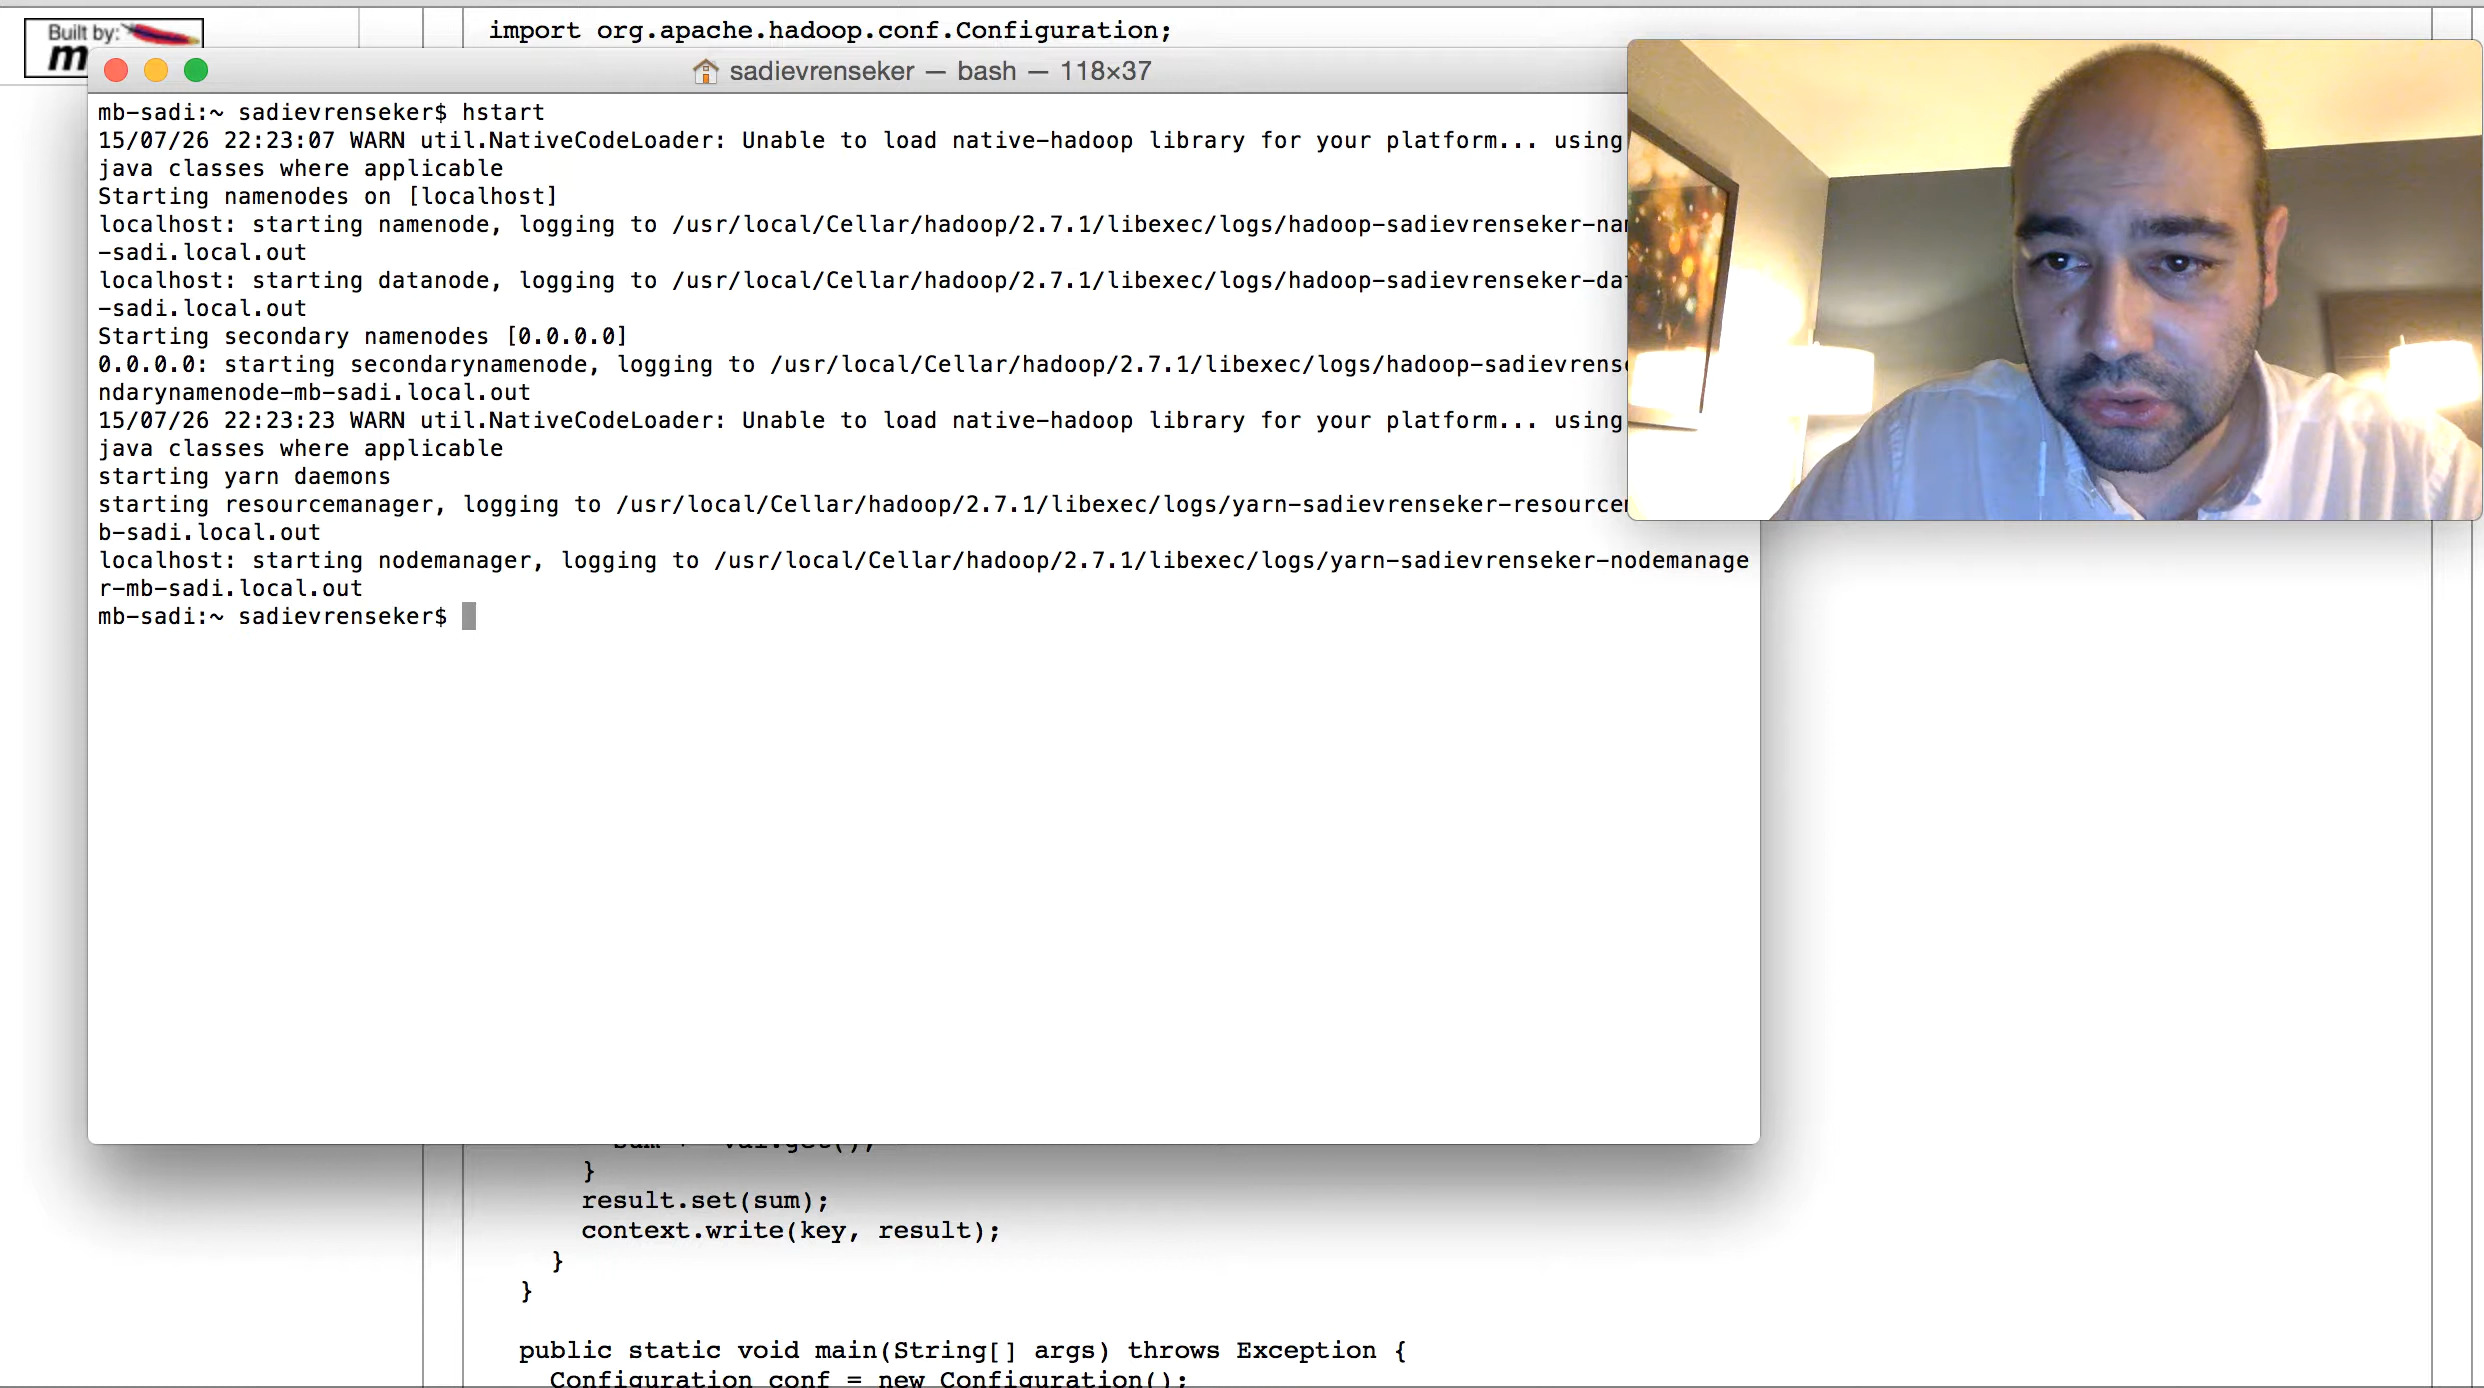 import org.apache.hadoop.conf.Configuration;
Built by:
m
sadievrenseker — bash — 118×37
mb-sadi:~ sadievrenseker$ hstart
15/07/26 22:23:07 WARN util.NativeCodeLoader: Unable to load native-hadoop library for your platform... using
java classes where applicable
Starting namenodes on [localhost]
localhost: starting namenode, logging to /usr/local/Cellar/hadoop/2.7.1/libexec/logs/hadoop-sadievrenseker-na
-sadi.local.out
localhost: starting datanode, logging to /usr/local/Cellar/hadoop/2.7.1/libexec/logs/hadoop-sadievrenseker-da
-sadi.local.out
Starting secondary namenodes [0.0.0.0]
0.0.0.0: starting secondarynamenode, logging to /usr/local/Cellar/hadoop/2.7.1/libexec/logs/hadoop-sadievrens
ndarynamenode-mb-sadi.local.out
15/07/26 22:23:23 WARN util.NativeCodeLoader: Unable to load native-hadoop library for your platform... using
java classes where applicable
starting yarn daemons
starting resourcemanager, logging to /usr/local/Cellar/hadoop/2.7.1/libexec/logs/yarn-sadievrenseker-resource
b-sadi.local.out
localhost: starting nodemanager, logging to /usr/local/Cellar/hadoop/2.7.1/libexec/logs/yarn-sadievrenseker-nodemanage
r-mb-sadi.local.out
mb-sadi:~ sadievrenseker$
}
result.set(sum);
context.write(key, result);
}
}
public static void main(String[] args) throws Exception {
Configuration conf = new Configuration();